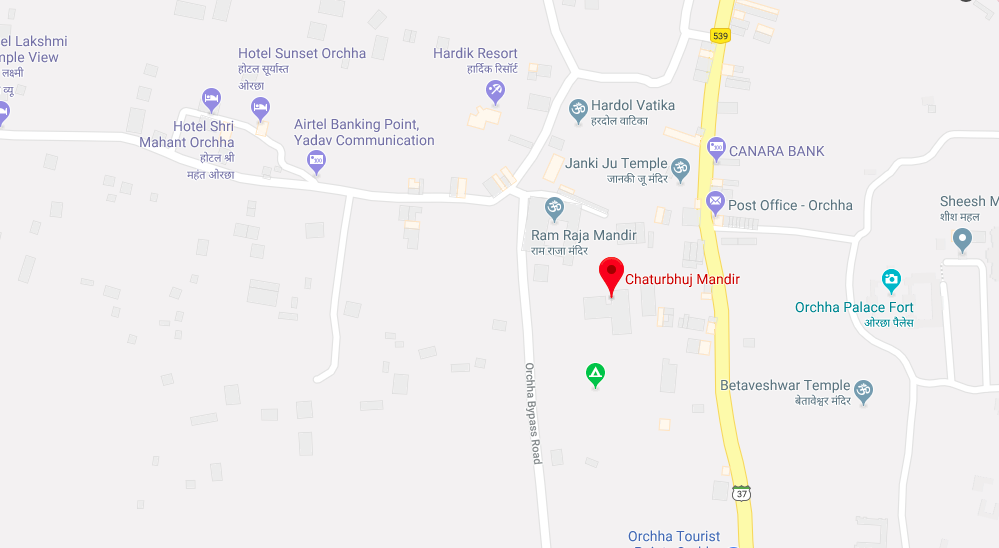 el Lakshmi
mple View
लक्ष्मी
व्यू
Hotel Sunset Orchha
होटल सूर्यास्त
ओरछा
Hardik Resort
हार्दिक रिसॉर्ट
539
Hotel Shri
Mahant Orchha
होटल श्री
महंत ओरछा
Airtel Banking Point,
Yadav Communication
Hardol Vatika
हरदोल वाटिका
Janki Ju Temple
जानकी जू मंदिर
CANARA BANK
Post Office - Orchha
Ram Raja Mandir
राम राजा मंदिर
Sheesh M
शीश महल
Chaturbhuj Mandir
Orchha Palace Fort
ओरछा पैलेस
Betaveshwar Temple
बेतावेश्वर मंदिर
Orchha Bypass Road
37
Orchha Tourist